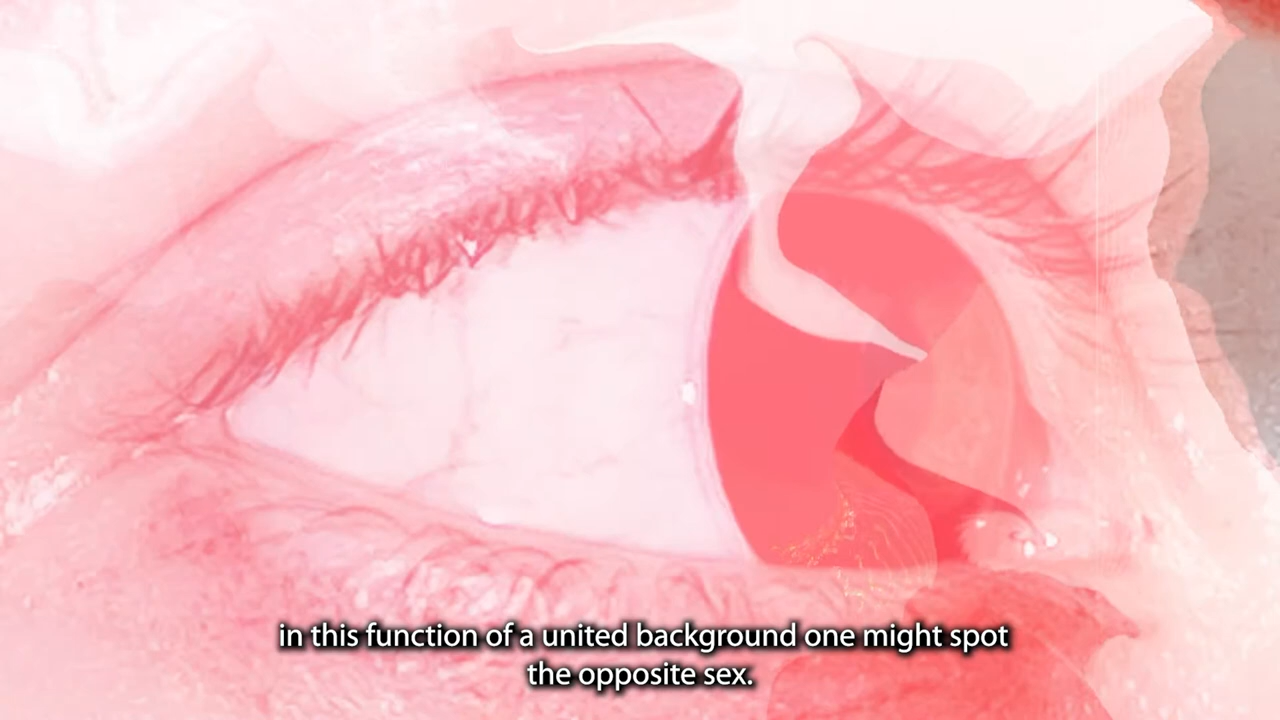 in this function of a united background one might spot
the opposite sex.